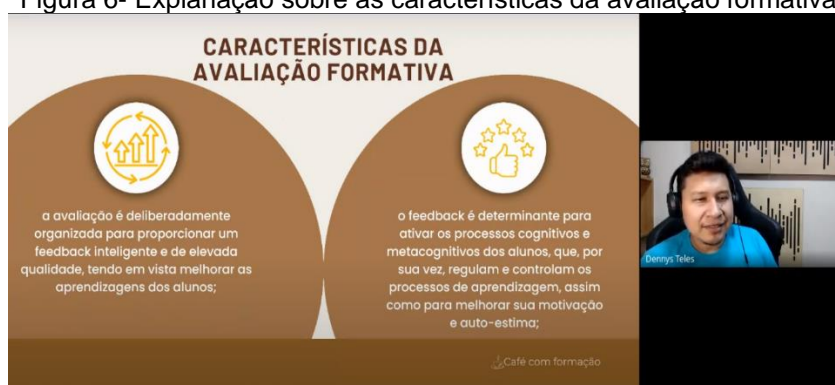 Figura 6- Explanação sobre as características da avaliação formativa
CARACTERÍSTICAS DA
AVALIAÇÃO FORMATIVA
a avaliação é deliberadamente
organizada para proporcionar um
feedback inteligente e de elevada
qualidade, tendo em vista melhorar as
aprendizagens dos alunos;
o feedback é determinante para
ativar os processos cognitivos e
metacognitivos dos alunos, que, por
sua vez, regulam e controlam os
processos de aprendizagem, assim
como para melhorar sua motivação
e auto-estima;
Café com formação
Dennys Teles